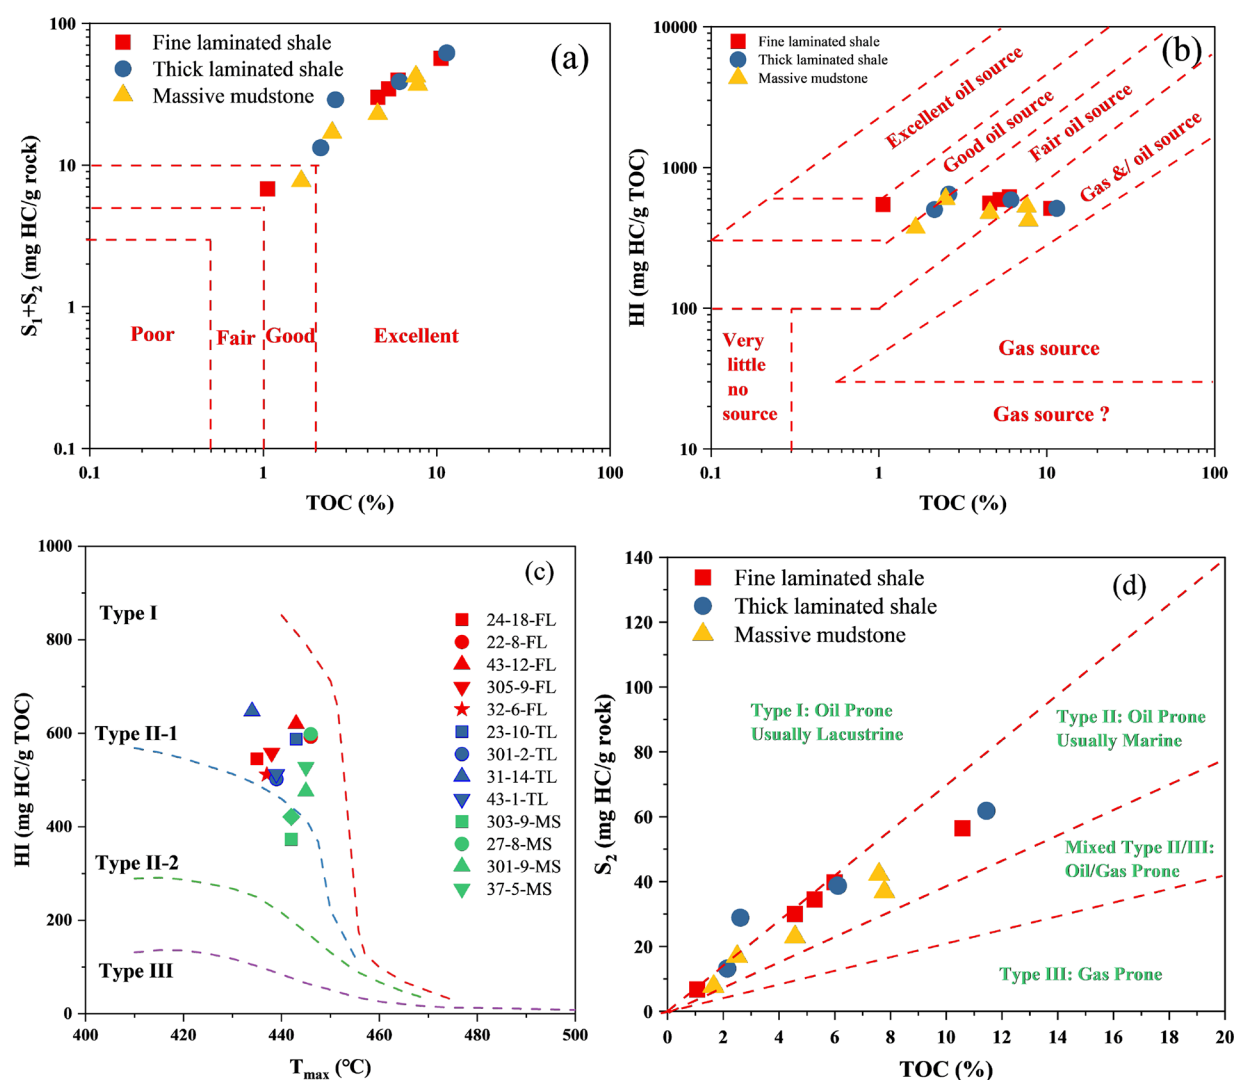 100
10
1
0.1
0.1
1
10
100
S1+S2 (mg HC/g rock)
TOC (%)
Fine laminated shale
Thick laminated shale
Massive mudstone
(a)
Poor
Fair
Good
Excellent
10000
1000
100
10
0.1
1
10
100
HI (mg HC/g TOC)
TOC (%)
Fine laminated shale
Thick laminated shale
Massive mudstone
(b)
Excellent oil source
Good oil source
Fair oil source
Gas &/ oil source
Very
little
no
source
Gas source
Gas source ?
1000
800
600
400
200
0
400
420
440
460
480
500
HI (mg HC/g TOC)
Tmax (°C)
(c)
Type I
Type II-1
Type II-2
Type III
24-18-FL
22-8-FL
43-12-FL
305-9-FL
32-6-FL
23-10-TL
301-2-TL
31-14-TL
43-1-TL
303-9-MS
27-8-MS
301-9-MS
37-5-MS
140
120
100
80
60
40
20
0
0
2
4
6
8
10
12
14
16
18
20
S2 (mg HC/g rock)
TOC (%)
Fine laminated shale
Thick laminated shale
Massive mudstone
(d)
Type I: Oil Prone
Usually Lacustrine
Type II: Oil Prone
Usually Marine
Mixed Type II/III:
Oil/Gas Prone
Type III: Gas Prone